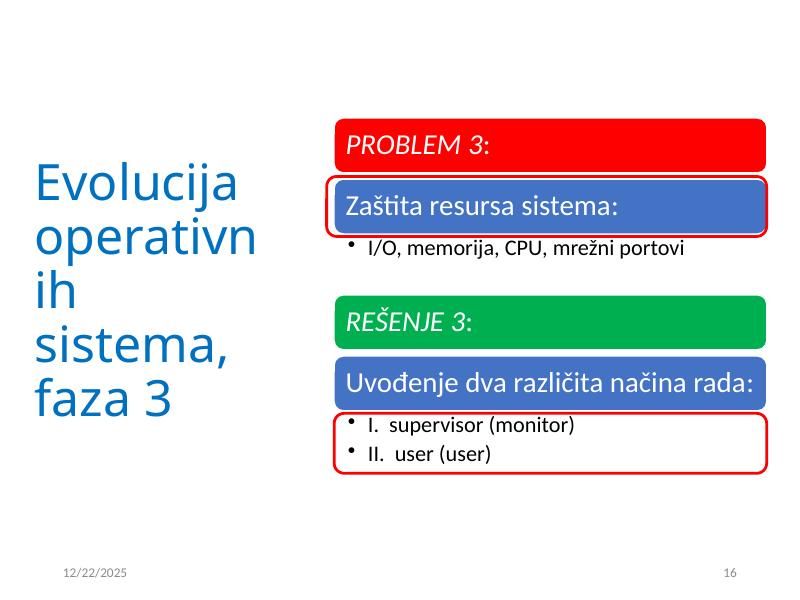 Evolucija
operativn
ih
sistema,
faza 3
PROBLEM 3:
Zaštita resursa sistema:
• I/O, memorija, CPU, mrežni portovi
REŠENJE 3:
Uvođenje dva različita načina rada:
• I. supervisor (monitor)
• II. user (user)
12/22/2025
16